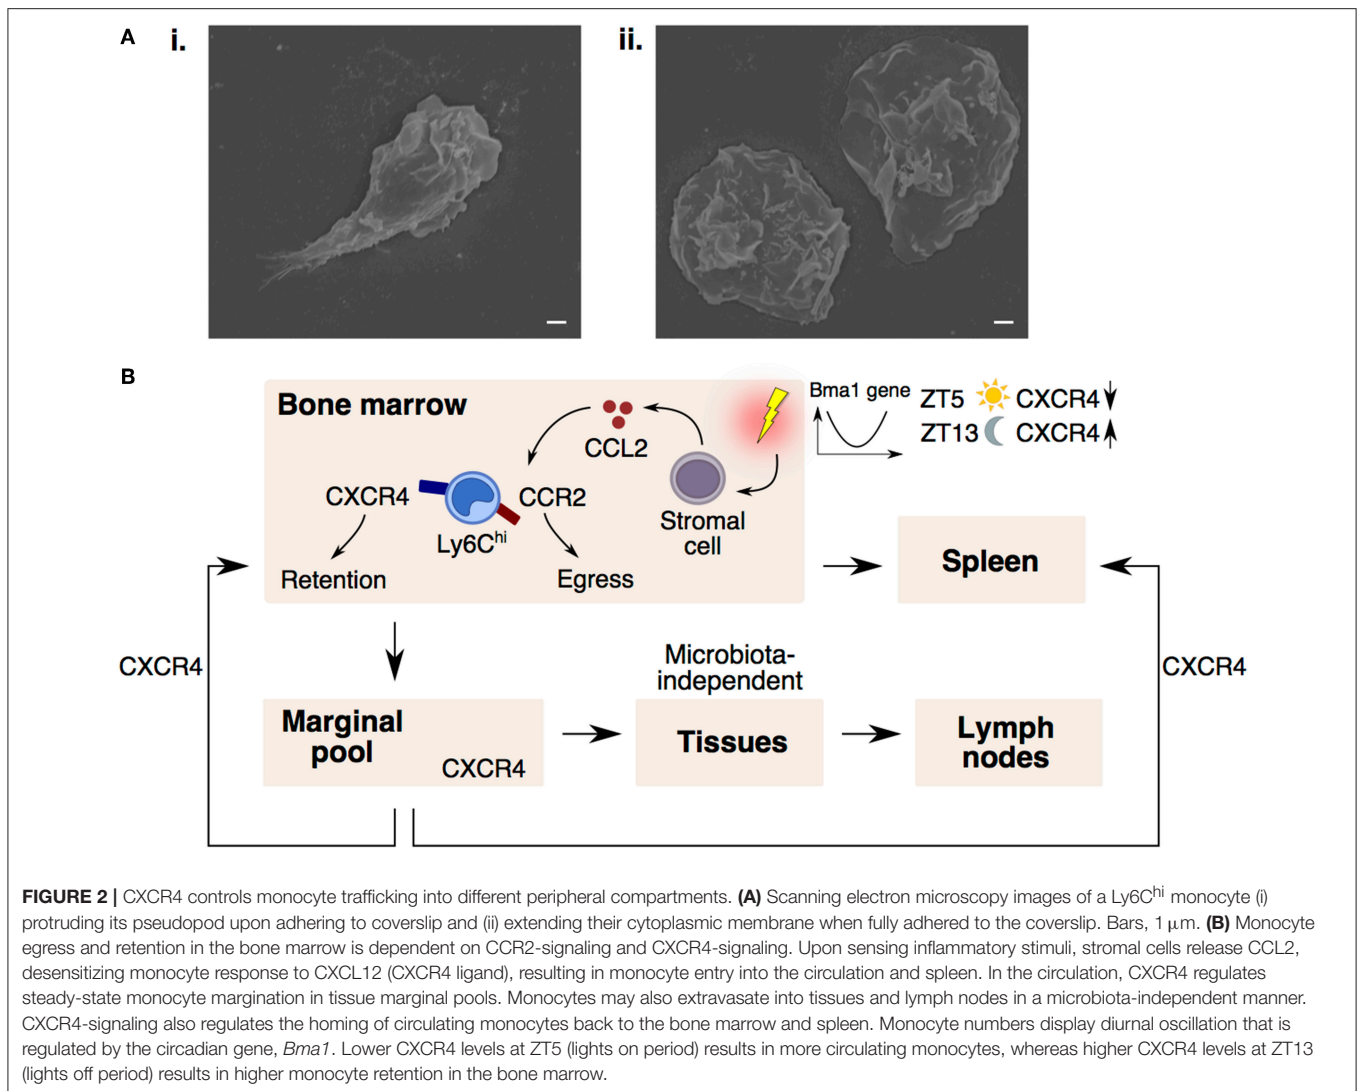 A
i.
ii.
B
Bone marrow
CCL2
CXCR4
CCR2
Ly6Chi
Stromal
cell
Retention
Egress
Bma1 gene
ZT5 CXCR4
ZT13 CXCR4
Spleen
CXCR4
CXCR4
Microbiota-
independent
Marginal
pool
CXCR4
Tissues
Lymph
nodes
FIGURE 2 | CXCR4 controls monocyte trafficking into different peripheral compartments. (A) Scanning electron microscopy images of a Ly6Chi monocyte (i)
protruding its pseudopod upon adhering to coverslip and (ii) extending their cytoplasmic membrane when fully adhered to the coverslip. Bars, 1 μm. (B) Monocyte
egress and retention in the bone marrow is dependent on CCR2-signaling and CXCR4-signaling. Upon sensing inflammatory stimuli, stromal cells release CCL2,
desensitizing monocyte response to CXCL12 (CXCR4 ligand), resulting in monocyte entry into the circulation and spleen. In the circulation, CXCR4 regulates
steady-state monocyte margination in tissue marginal pools. Monocytes may also extravasate into tissues and lymph nodes in a microbiota-independent manner.
CXCR4-signaling also regulates the homing of circulating monocytes back to the bone marrow and spleen. Monocyte numbers display diurnal oscillation that is
regulated by the circadian gene, Bma1. Lower CXCR4 levels at ZT5 (lights on period) results in more circulating monocytes, whereas higher CXCR4 levels at ZT13
(lights off period) results in higher monocyte retention in the bone marrow.